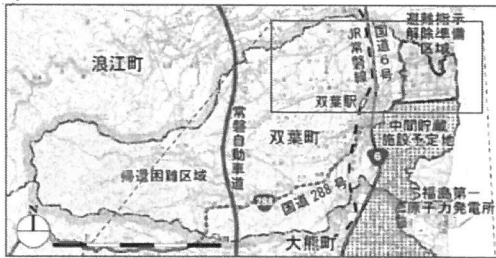 避難指示
解除準備
区域
国道6号
JR常磐線
浪江町
双葉駅
常磐自動車道
双葉町
中間貯蔵
施設予定地
6
帰還困難区域
288
国道288号
福島第一
原子力発電所
N
大熊町